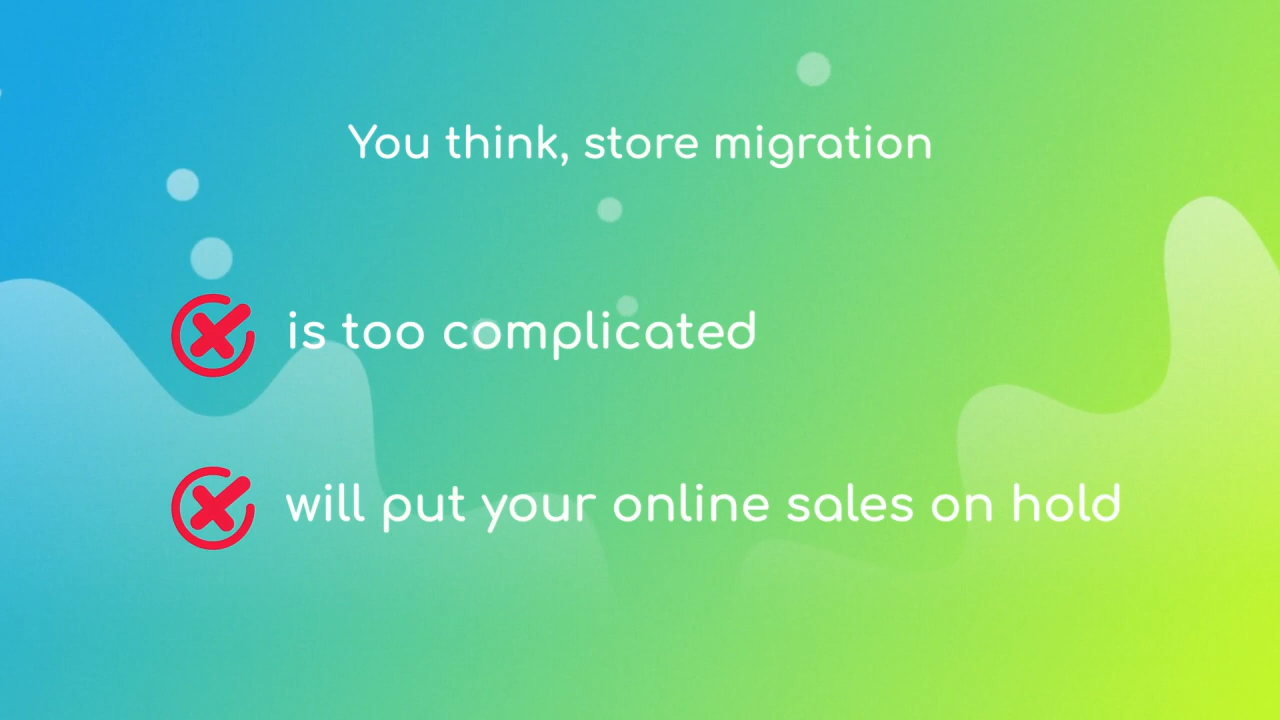 You think, store migration
is too complicated
will put your online sales on hold